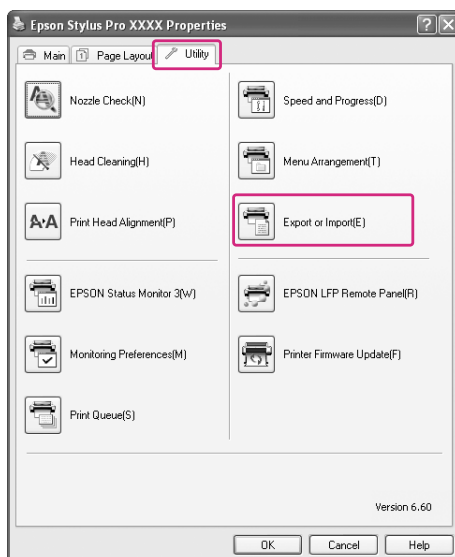 Epson Stylus Pro XXXX Properties
Main
Page Layout
Utility
Nozzle Check(N)
Speed and Progress(D)
Head Cleaning(H)
Menu Arrangement(T)
Print Head Alignment(P)
Export or Import(E)
EPSON Status Monitor 3(W)
EPSON LFP Remote Panel(R)
Monitoring Preferences(M)
Printer Firmware Update(F)
Print Queue(S)
Version 6.60
OK
Cancel
Help